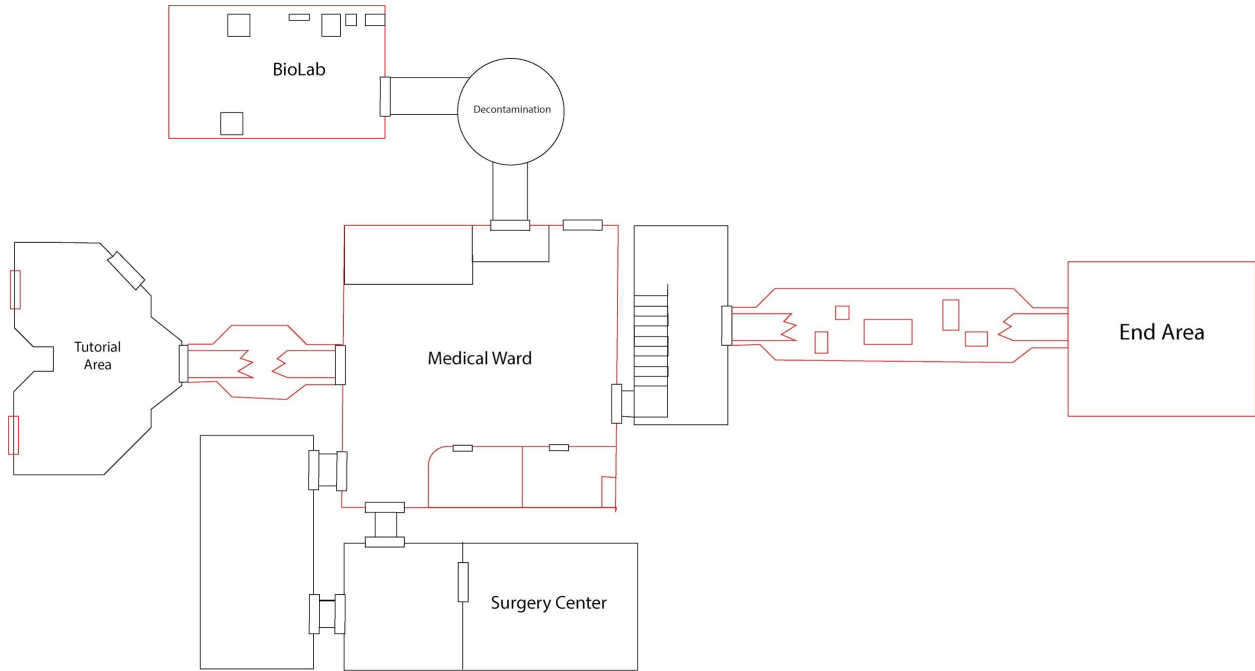 BioLab
Decontamination
Tutorial
Area
Medical Ward
End Area
Surgery Center